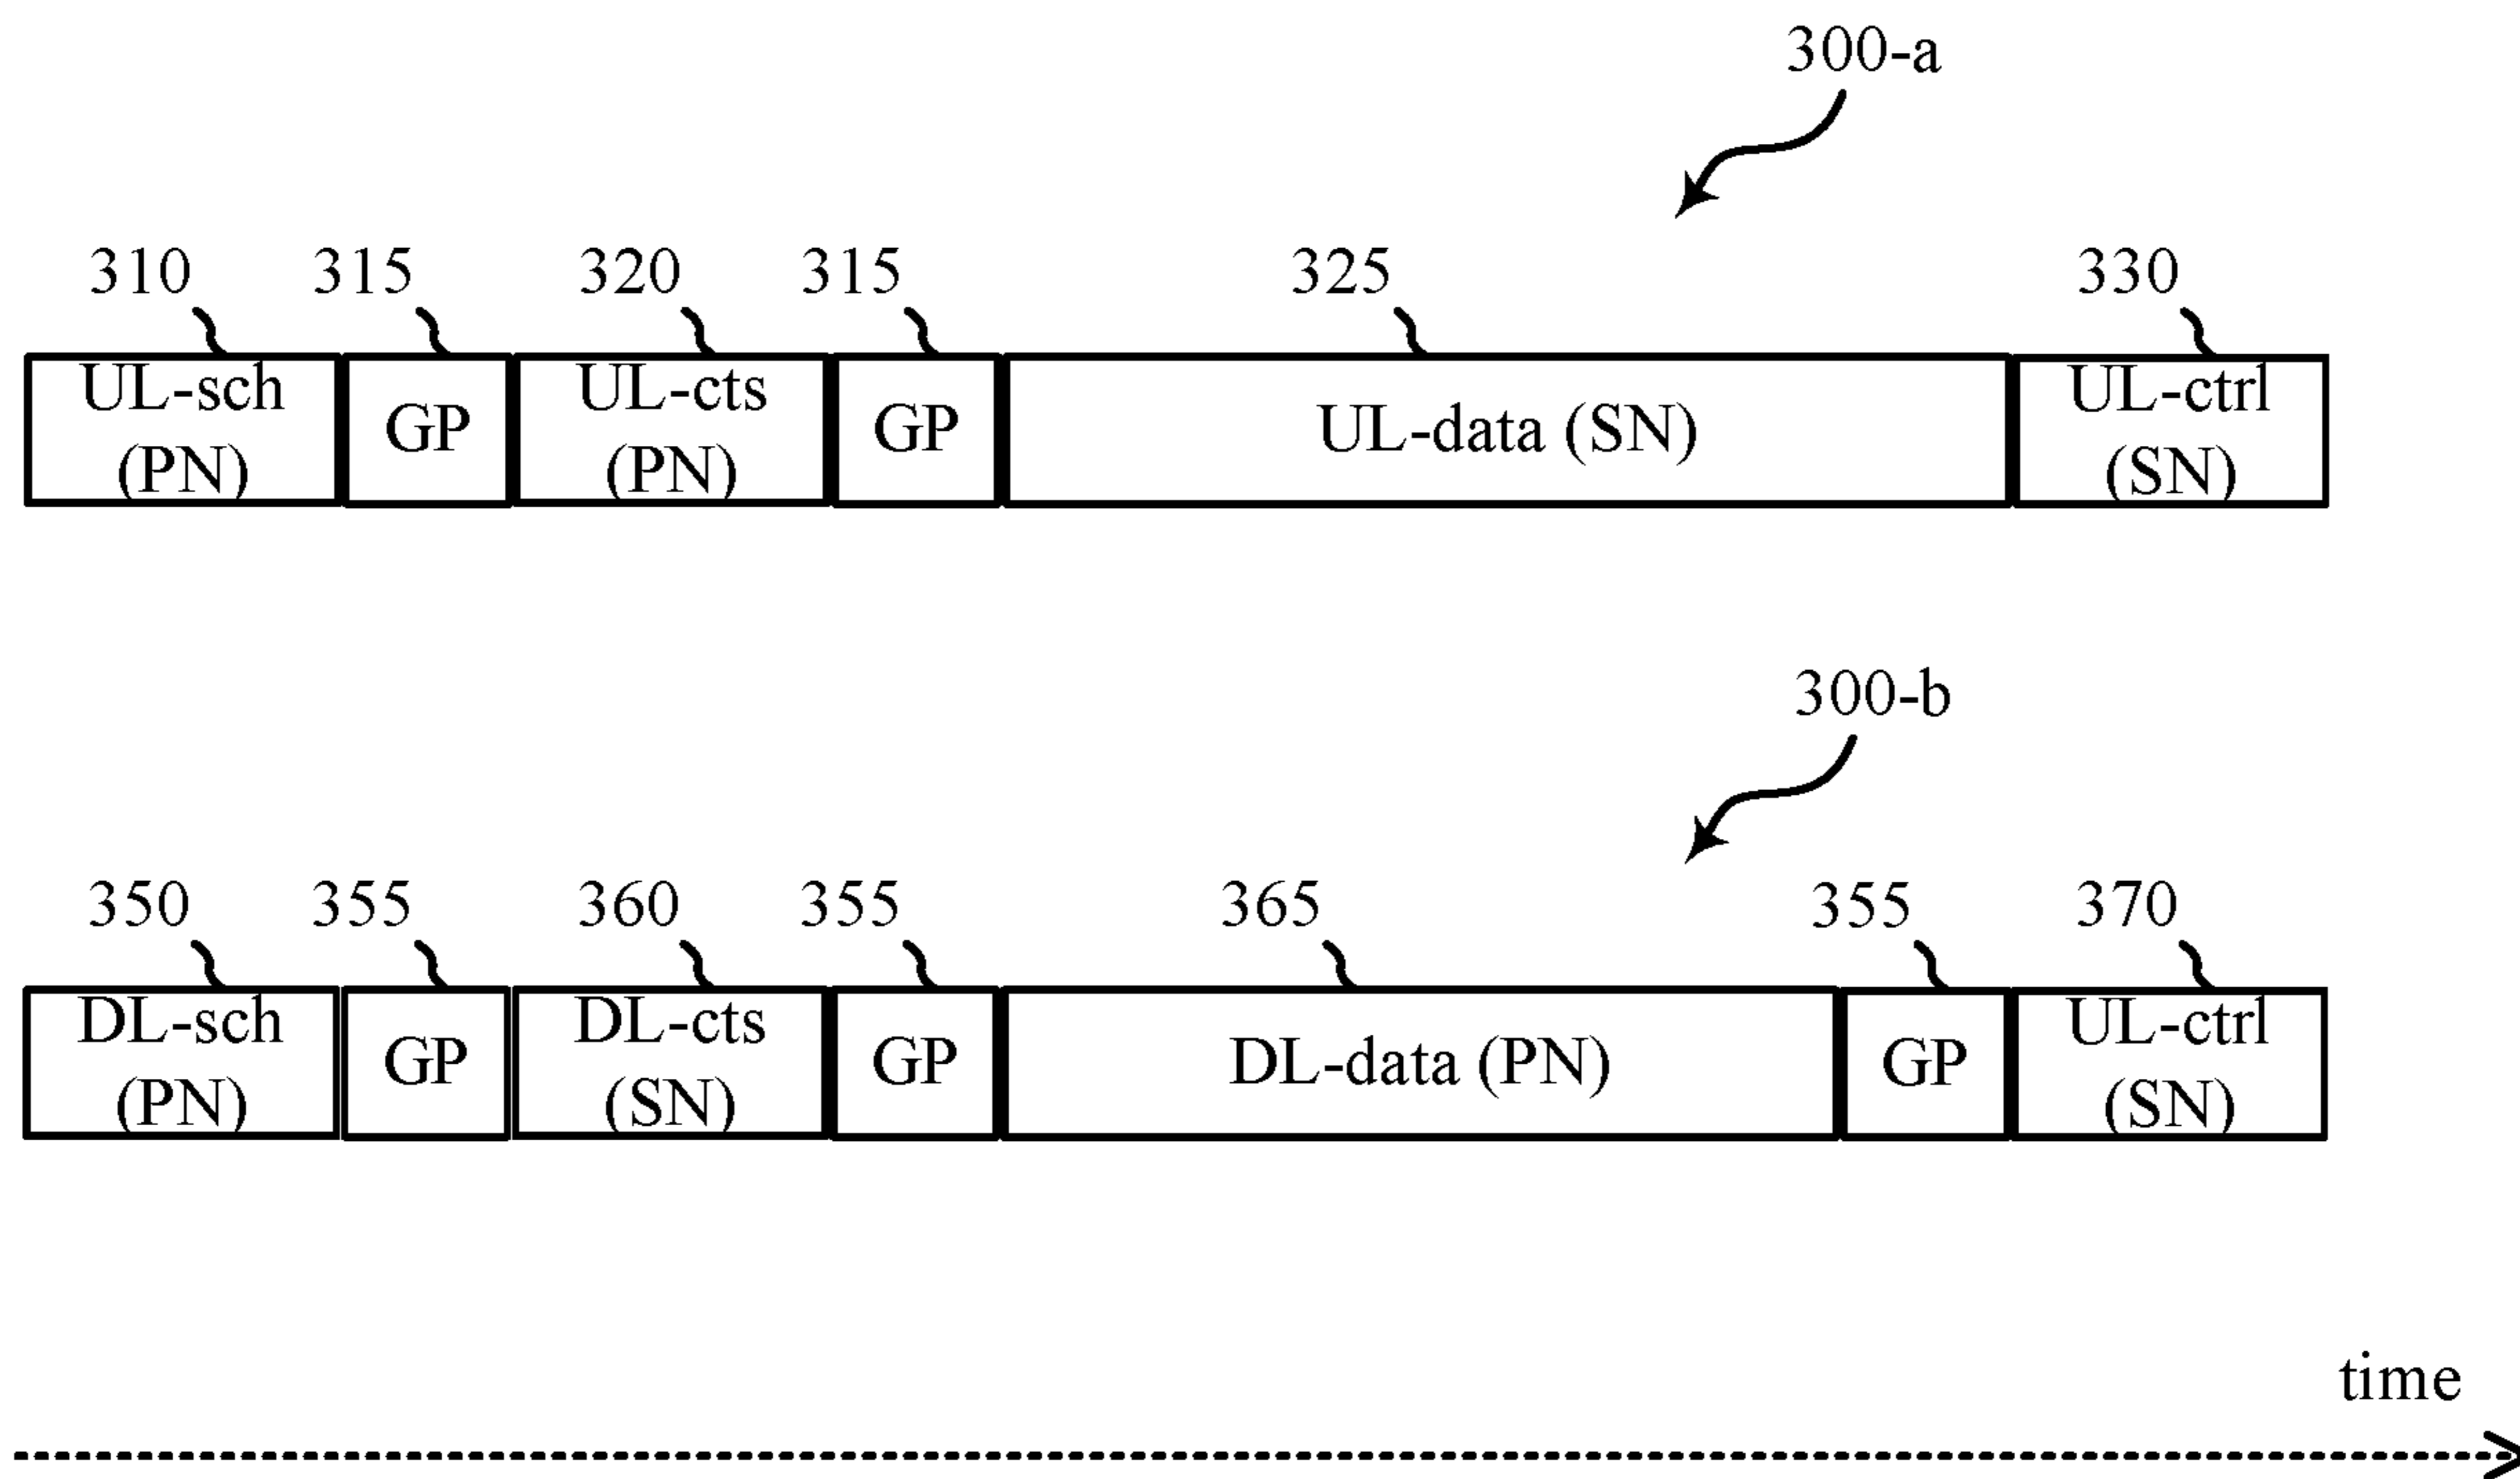 300-a
310 315 320 315 325 330
UL-sch (PN) GP UL-cts (PN) GP UL-data (SN) UL-ctrl (SN)
300-b
350 355 360 355 365 355 370
DL-sch (PN) GP DL-cts (SN) GP DL-data (PN) GP UL-ctrl (SN)
time